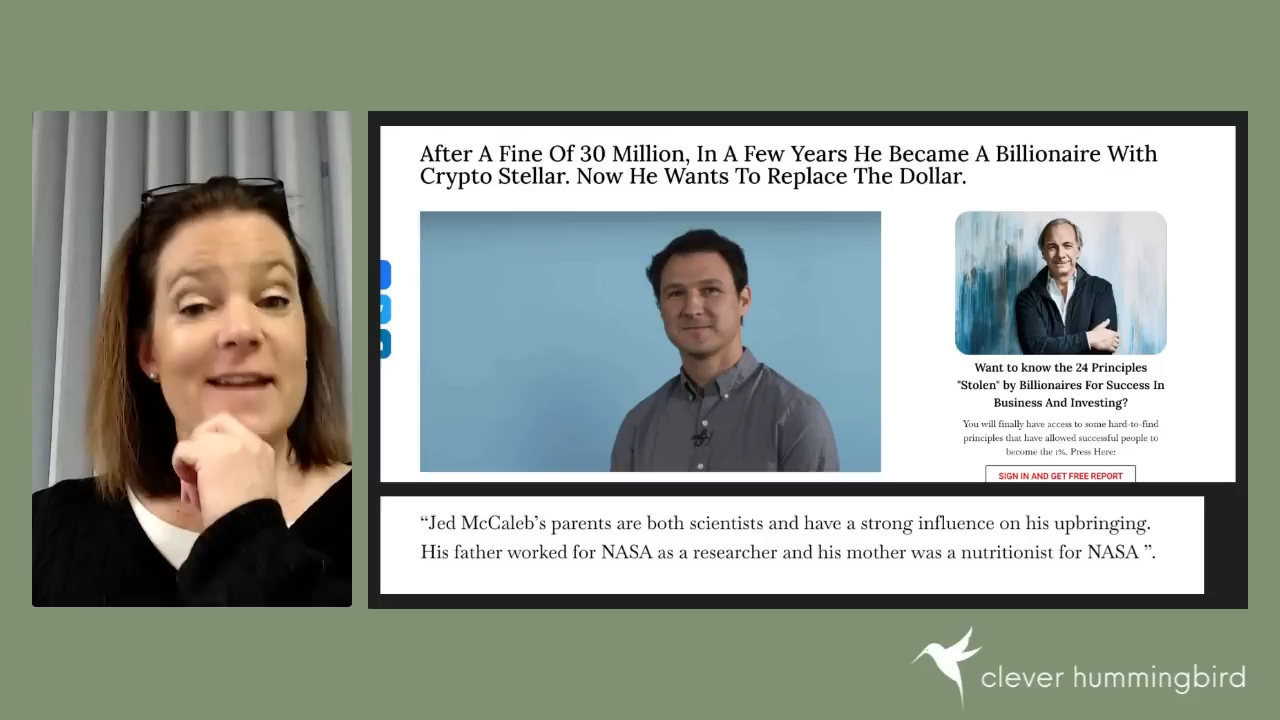 After A Fine Of 30 Million, In A Few Years He Became A Billionaire With
Crypto Stellar. Now He Wants To Replace The Dollar.
Want to know the 24 Principles
"Stolen" by Billionaires For Success In
Business And Investing?
You will finally have access to some hard-to-find
principles that have allowed successful people to
become the 1%. Press Here:
SIGN IN AND GET FREE REPORT
“Jed McCaleb’s parents are both scientists and have a strong influence on his upbringing.
His father worked for NASA as a researcher and his mother was a nutritionist for NASA ”.
clever hummingbird